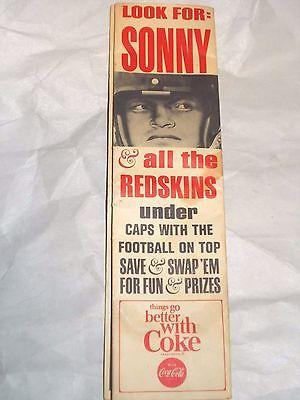 LOOK FOR:
SONNY
& all the
REDSKINS
under
CAPS WITH THE
FOOTBALL ON TOP
SAVE & SWAP 'EM
FOR FUN & PRIZES
things go
better
with
Coke
Coca-Cola